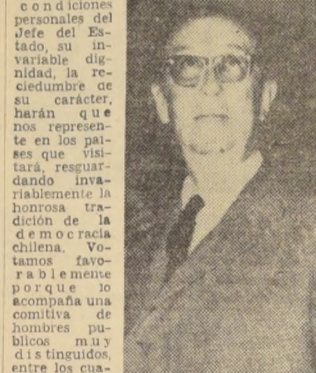 condiciones
personales del
Jefe del Es-
tado, su in-
variable dig-
nidad, la re-
ciedumbre de
su carácter,
harán que
nos represen-
te en los paí-
ses que visi-
tará, resguar-
dando inva-
riablemente la
honrosa tra-
dición de la
democracia
chilena. Vo-
tamos favo-
rablemente
porque lo
acompaña una
comitiva de
hombres pú-
blicos muy
distinguidos,
entre los cua-